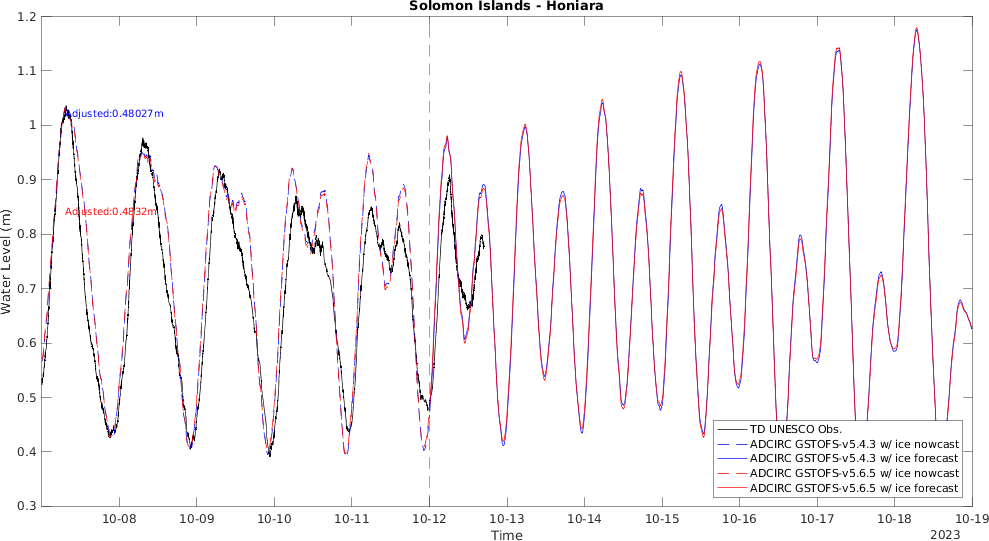 Solomon Islands - Honiara
1.2
1.1
1
0.9
0.8
0.7
0.6
0.5
0.4
0.3
Water Level (m)
Adjusted:0.48027m
Adjusted:0.4832m
TD UNESCO Obs.
ADCIRC GSTOFS-v5.4.3 w/ ice nowcast
ADCIRC GSTOFS-v5.4.3 w/ ice forecast
ADCIRC GSTOFS-v5.6.5 w/ ice nowcast
ADCIRC GSTOFS-v5.6.5 w/ ice forecast
10-08 10-09 10-10 10-11 10-12 10-13 10-14 10-15 10-16 10-17 10-18 10-19
Time
2023